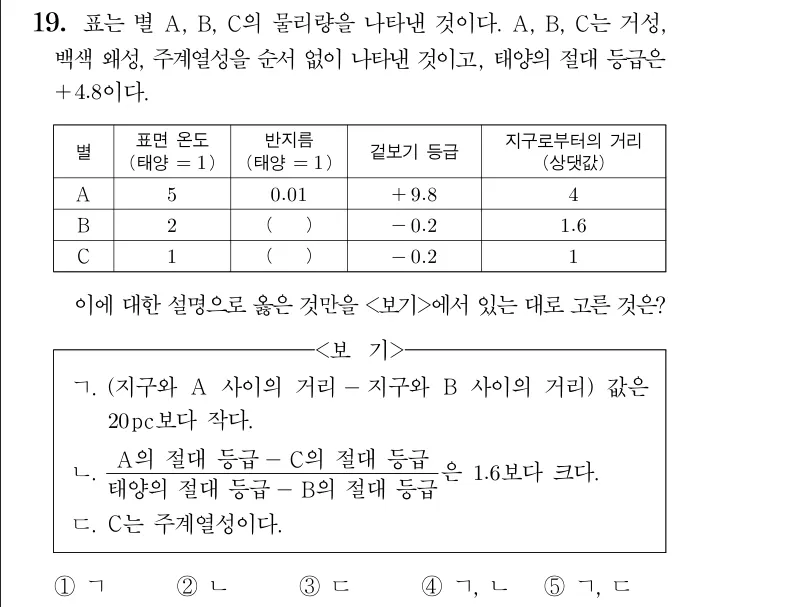 19. 표는 별 A, B, C의 물리량을 나타낸 것이다. A, B, C는 거성,
백색 왜성, 주계열성을 순서 없이 나타낸 것이고, 태양의 절대 등급은
+4.8이다.
별 표면 온도 (태양 = 1) 반지름 (태양 = 1) 겉보기 등급 지구로부터의 거리 (상댓값)
A 5 0.01 +9.8 4
B 2 ( ) -0.2 1.6
C 1 ( ) -0.2 1
이에 대한 설명으로 옳은 것만을 <보기>에서 있는 대로 고른 것은?
<보 기>
ㄱ. (지구와 A 사이의 거리 - 지구와 B 사이의 거리) 값은
20pc보다 작다.
ㄴ. A의 절대 등급 - C의 절대 등급
태양의 절대 등급 - B의 절대 등급 은 1.6보다 크다.
ㄷ. C는 주계열성이다.
① ㄱ ② ㄴ ③ ㄷ ④ ㄱ, ㄴ ⑤ ㄱ, ㄷ